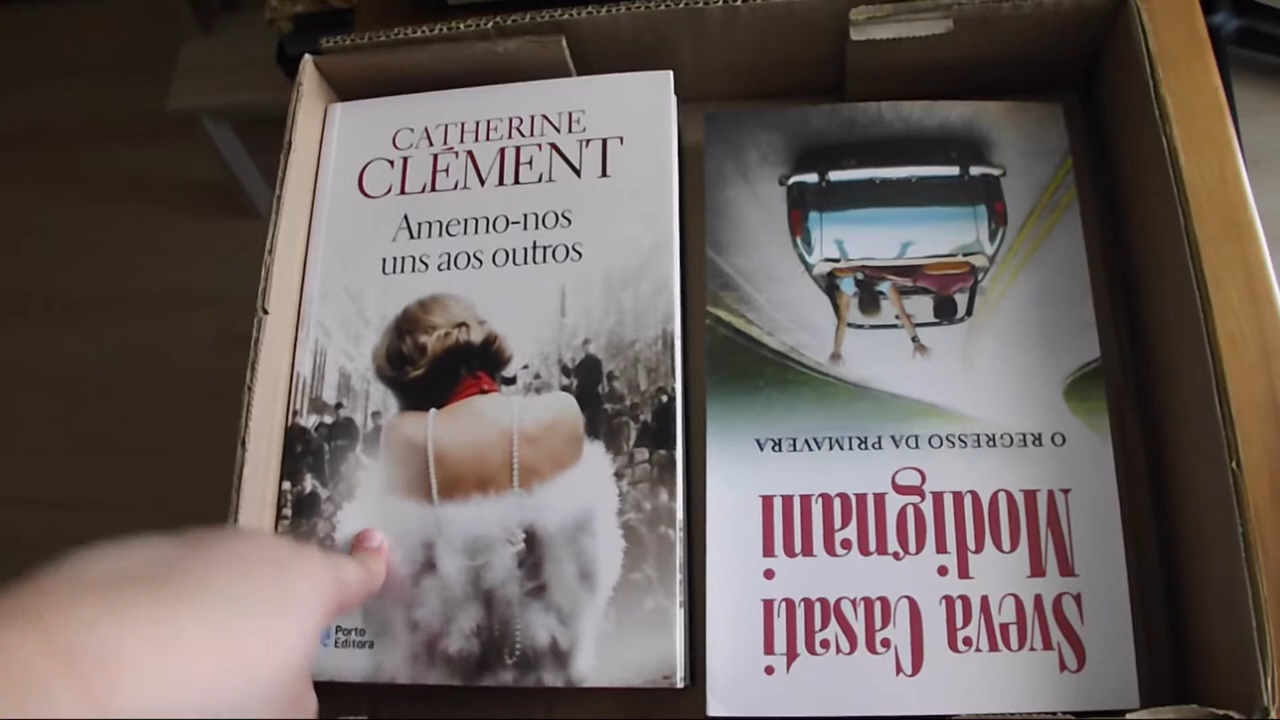 CATHERINE
CLÉMENT
Amemo-nos
uns aos outros
Porto
Editora
Sveva Casati
Modignani
O REGRESSO DA PRIMAVERA